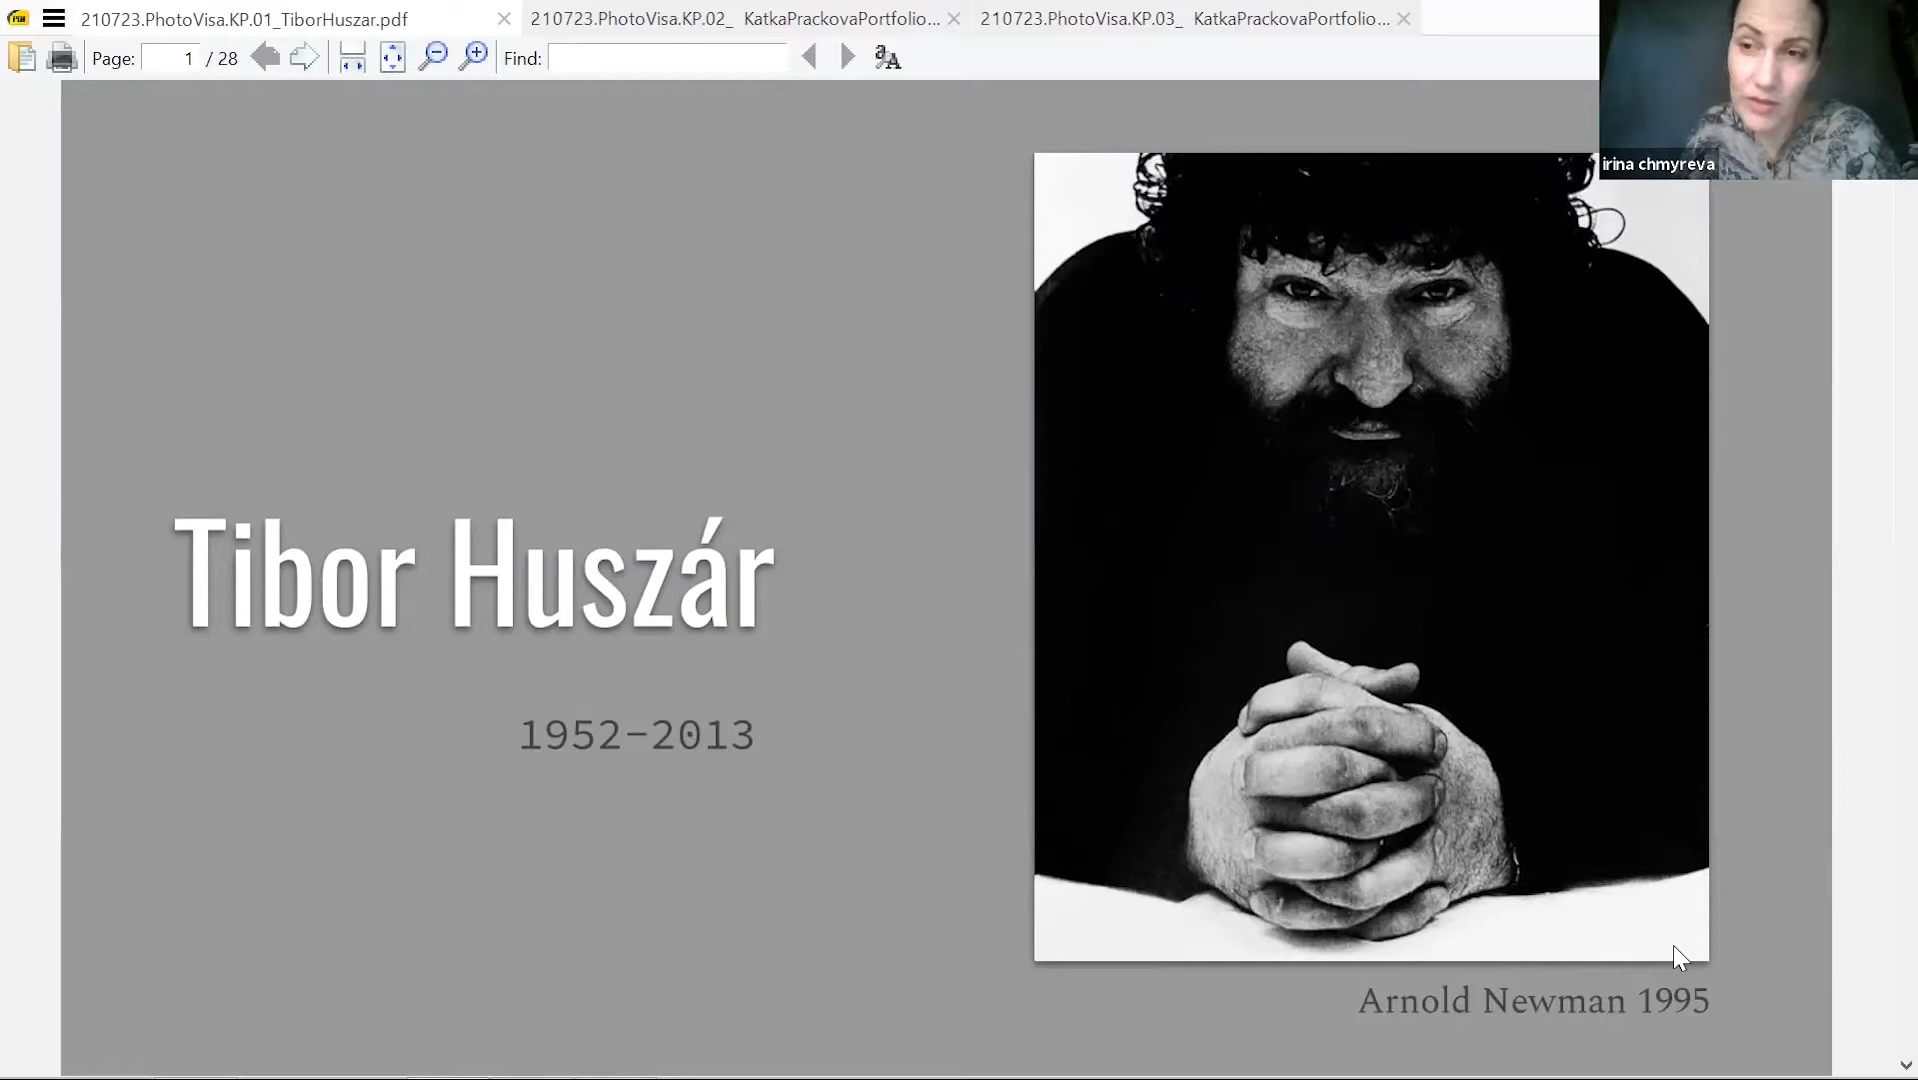 210723.PhotoVisa.KP.01_TiborHuszar.pdf
210723.PhotoVisa.KP.02_ KatkaPrackovaPortfolio...
210723.PhotoVisa.KP.03_ KatkaPrackovaPortfolio...
Page: 1 / 28
Find:
irina chmyreva
Tibor Huszár
1952-2013
Arnold Newman 1995